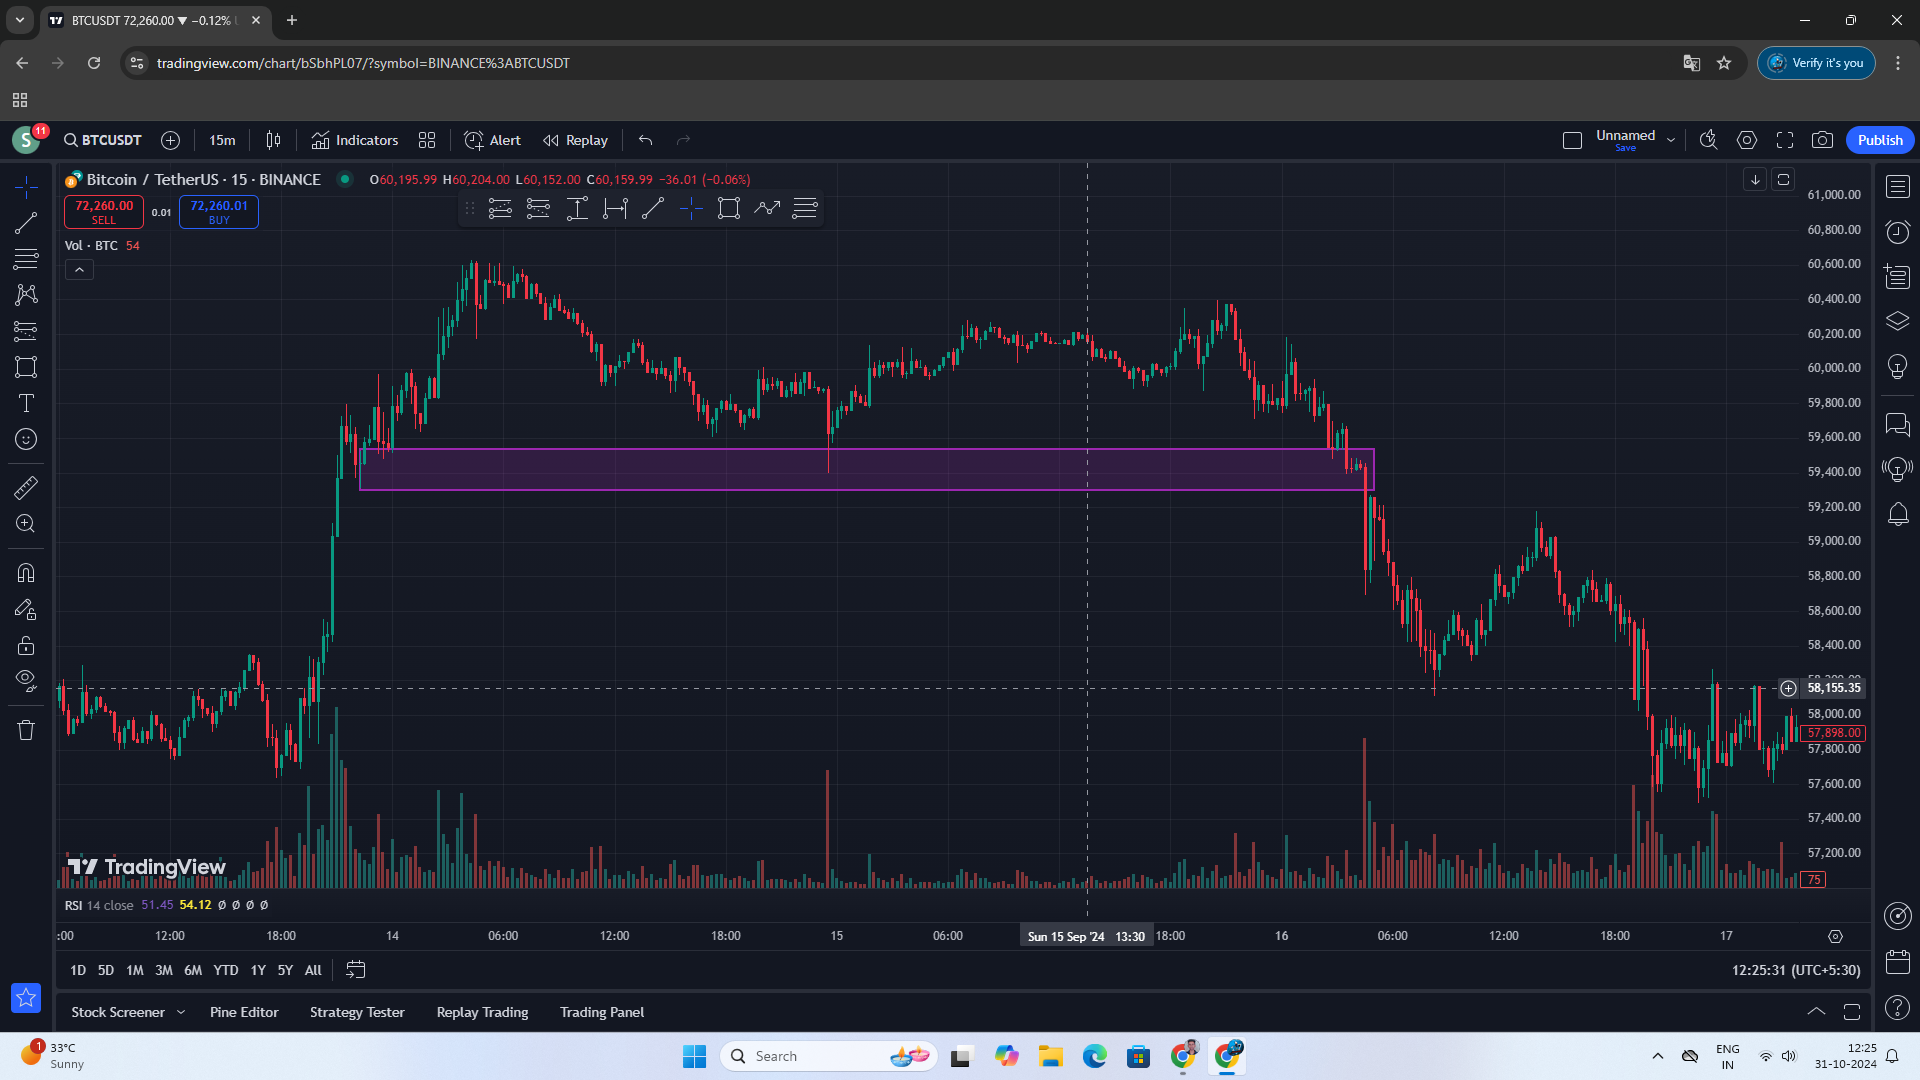 BTCUSDT 72,260.00 ▼ −0.12%
tradingview.com/chart/bSbhPL07/?symbol=BINANCE%3ABTCUSDT
Verify it's you
S 11 BTCUSDT 15m Indicators Alert Replay Unnamed Save Publish
Bitcoin / TetherUS · 15 · BINANCE O60,195.99 H60,204.00 L60,152.00 C60,159.99 −36.01 (−0.06%)
72,260.00 SELL 0.01 72,260.01 BUY
Vol · BTC 54
61,000.00
60,800.00
60,600.00
60,400.00
60,200.00
60,000.00
59,800.00
59,600.00
59,400.00
59,200.00
59,000.00
58,800.00
58,600.00
58,400.00
58,155.35
58,000.00
57,898.00
57,800.00
57,600.00
57,400.00
57,200.00
TradingView
75
RSI 14 close 51.45 54.12 Ø Ø Ø Ø
:00 12:00 18:00 14 06:00 12:00 18:00 15 06:00 Sun 15 Sep '24 13:30 18:00 16 06:00 12:00 18:00 17
1D 5D 1M 3M 6M YTD 1Y 5Y All 12:25:31 (UTC+5:30)
Stock Screener Pine Editor Strategy Tester Replay Trading Trading Panel
1 33°C
Sunny
Search
ENG
IN
12:25
31-10-2024